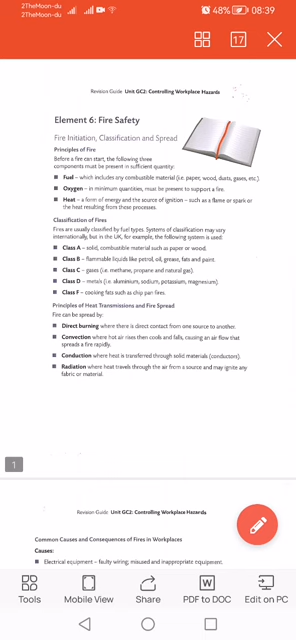 2TheMoon-du
2TheMoon-du
48%
08:39
17
Revision Guide Unit GC2: Controlling Workplace Hazards
Element 6: Fire Safety
Fire Initiation, Classification and Spread
Principles of Fire
Before a fire can start, the following three
components must be present in sufficient quantity:
Fuel – which includes any combustible material (i.e. paper, wood, dusts, gases, etc.).
Oxygen – in minimum quantities, must be present to support a fire.
Heat – a form of energy and the source of ignition – such as a flame or spark or
the heat resulting from these processes.
Classification of Fires
Fires are usually classified by fuel types. Systems of classification may vary
internationally, but in the UK, for example, the following system is used:
Class A – solid, combustible material such as paper or wood.
Class B – flammable liquids like petrol, oil, grease, fats and paint.
Class C – gases (i.e. methane, propane and natural gas).
Class D – metals (i.e. aluminium, sodium, potassium, magnesium)
Class F – cooking fats such as chip pan fires.
Principles of Heat Transmissions and Fire Spread
Fire can be spread by:
Direct burning where there is direct contact from one source to another.
Convection where hot air rises then cools and falls, causing an air flow that
spreads a fire rapidly.
Conduction where heat is transferred through solid materials (conductors).
Radiation where heat travels through the air from a source and may ignite any
fabric or material.
1
Revision Guide Unit GC2: Controlling Workplace Hazards
Common Causes and Consequences of Fires in Workplaces
Causes:
Electrical equipment – faulty wiring, misused and inappropriate equipment.
W
Tools
Mobile View
Share
PDF to DOC
Edit on PC